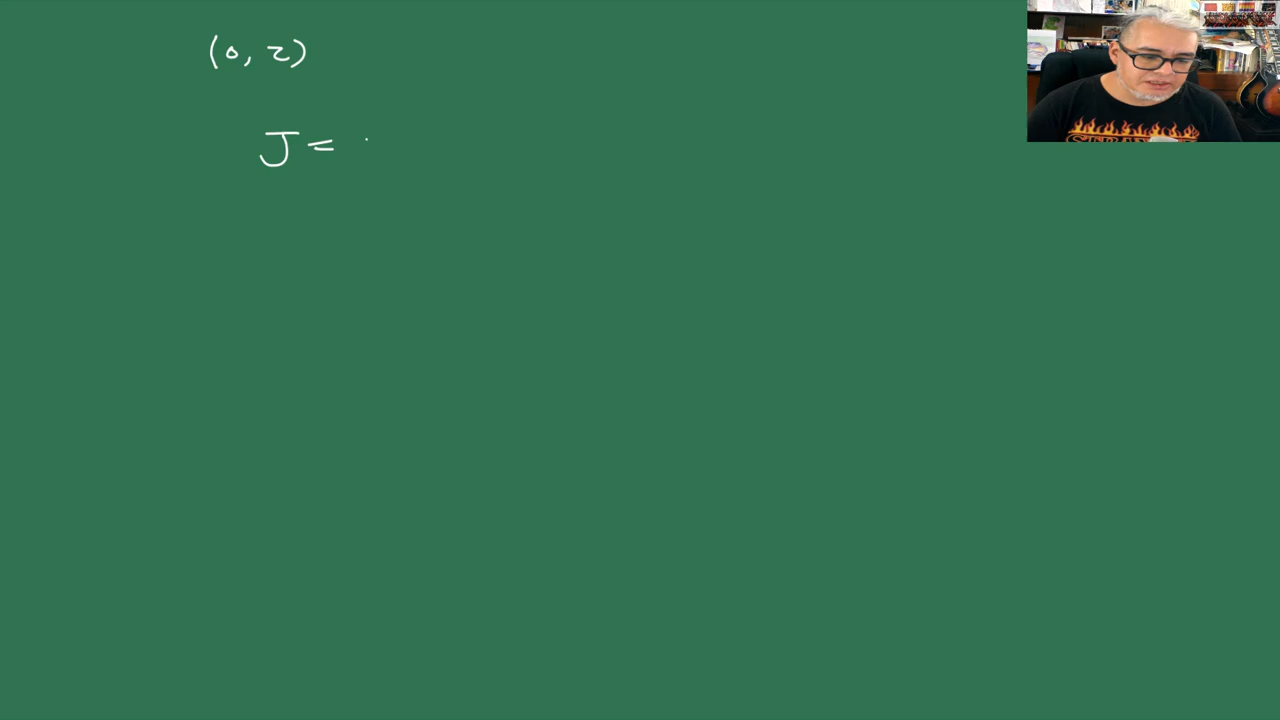 (0, 2)
J =